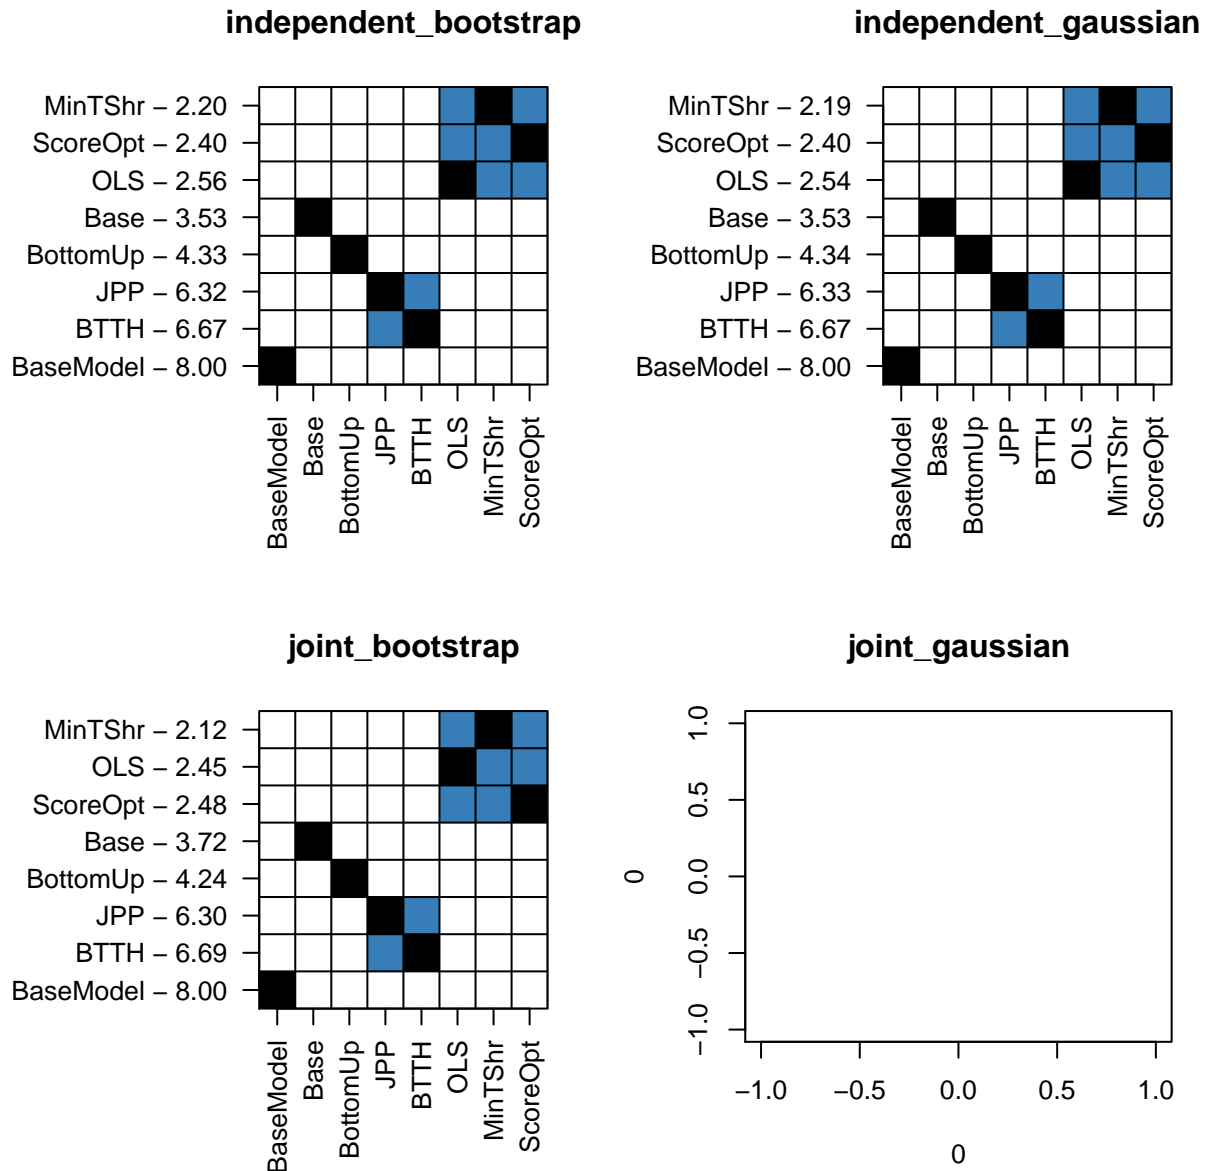 independent_bootstrap
MinTShr − 2.20
ScoreOpt − 2.40
OLS − 2.56
Base − 3.53
BottomUp − 4.33
JPP − 6.32
BTTH − 6.67
BaseModel − 8.00
BaseModel
Base
BottomUp
JPP
BTTH
OLS
MinTShr
ScoreOpt
independent_gaussian
MinTShr − 2.19
ScoreOpt − 2.40
OLS − 2.54
Base − 3.53
BottomUp − 4.34
JPP − 6.33
BTTH − 6.67
BaseModel − 8.00
BaseModel
Base
BottomUp
JPP
BTTH
OLS
MinTShr
ScoreOpt
joint_bootstrap
MinTShr − 2.12
OLS − 2.45
ScoreOpt − 2.48
Base − 3.72
BottomUp − 4.24
JPP − 6.30
BTTH − 6.69
BaseModel − 8.00
BaseModel
Base
BottomUp
JPP
BTTH
OLS
MinTShr
ScoreOpt
joint_gaussian
1.0
0.5
0.0
−0.5
−1.0
0
−1.0 −0.5 0.0 0.5 1.0
0